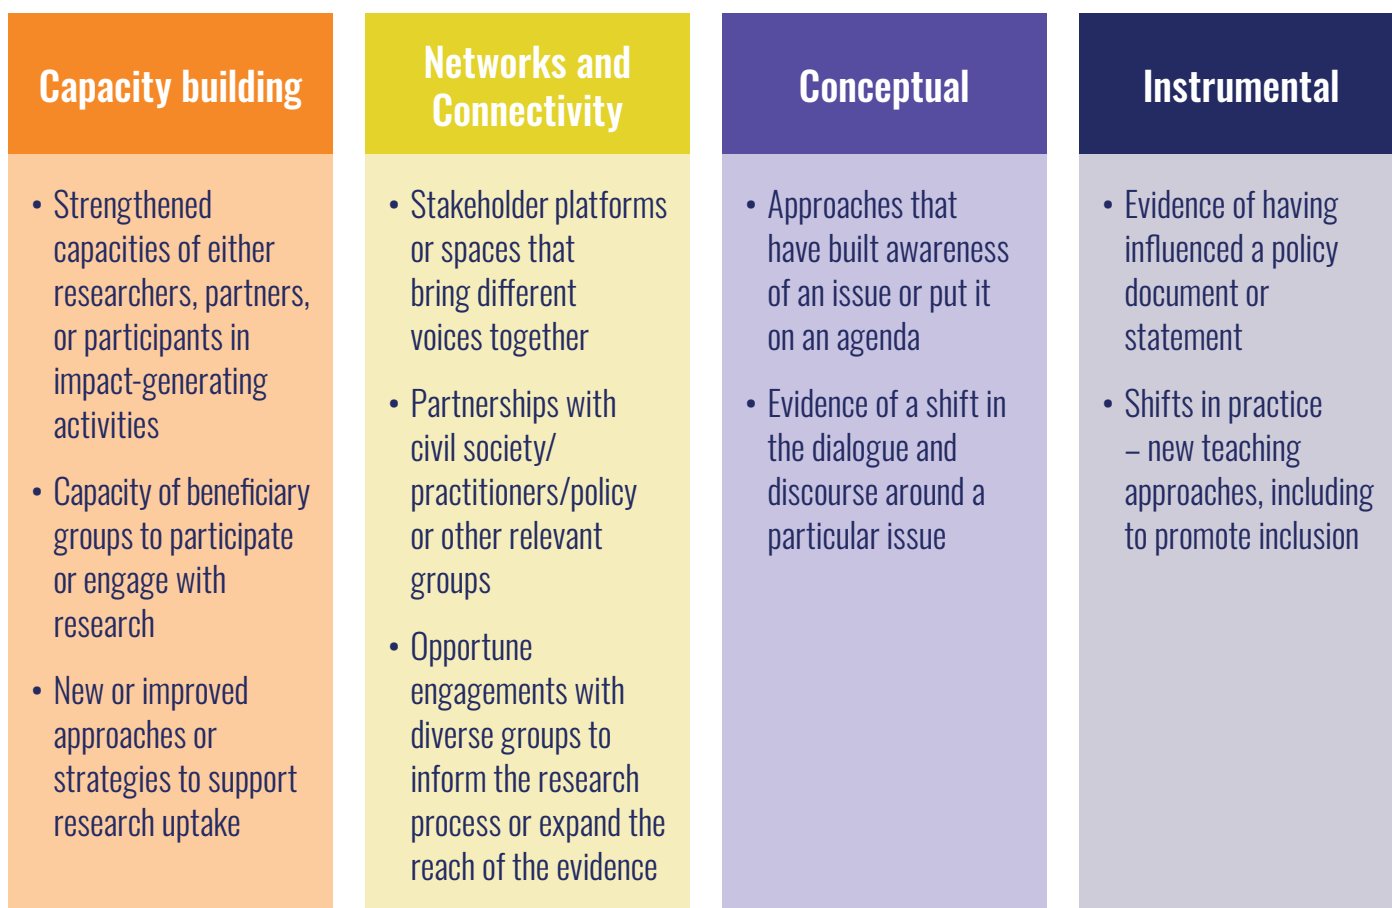 Capacity building
• Strengthened
capacities of either
researchers, partners,
or participants in
impact-generating
activities
• Capacity of beneficiary
groups to participate
or engage with
research
• New or improved
approaches or
strategies to support
research uptake
Networks and
Connectivity
• Stakeholder platforms
or spaces that
bring different
voices together
• Partnerships with
civil society/
practitioners/policy
or other relevant
groups
• Opportune
engagements with
diverse groups to
inform the research
process or expand the
reach of the evidence
Conceptual
• Approaches that
have built awareness
of an issue or put it
on an agenda
• Evidence of a shift in
the dialogue and
discourse around a
particular issue
Instrumental
• Evidence of having
influenced a policy
document or
statement
• Shifts in practice
– new teaching
approaches, including
to promote inclusion